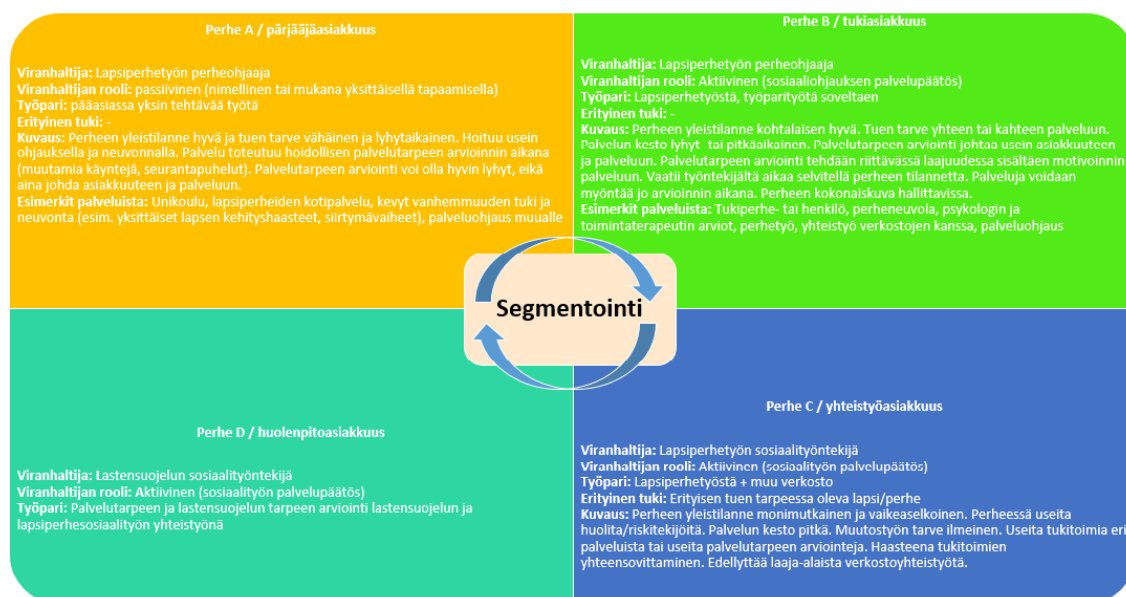 Perhe A / pärjääjäasiakkuus
Viranhaltija: Lapsiperhetyön perheohjaaja
Viranhaltijan rooli: passiivinen (nimellinen tai mukana yksittäisellä tapaamisella)
Työpari: pääasiassa yksin tehtävää työtä
Erityinen tuki: -
Kuvaus: Perheen yleistilanne hyvä ja tuen tarve vähäinen ja lyhytaikainen. Hoituu usein
ohjauksella ja neuvonnalla. Palvelu toteutuu hoidollisen palvelutarpeen arvioinnin aikana
(muutamia käyntejä, seurantapuhelut). Palvelutarpeen arviointi voi olla hyvin lyhyt, eikä
aina johda asiakkuuteen ja palveluun.
Esimerkit palveluista: Unikoulu, lapsiperheiden kotipalvelu, kevyt vanhemmuuden tuki ja
neuvonta (esim. yksittäiset lapsen kehityshaasteet, siirtymävaiheet), palveluohjaus muualle
Perhe B / tukiasiakkuus
Viranhaltija: Lapsiperhetyön perheohjaaja
Viranhaltijan rooli: Aktiivinen (sosiaaliohjauksen palvelupäätös)
Työpari: Lapsiperhetyöstä, työparityötä soveltaen
Erityinen tuki: -
Kuvaus: Perheen yleistilanne kohtalaisen hyvä. Tuen tarve yhteen tai kahteen palveluun.
Palvelun kesto lyhyt- tai pitkäaikainen. Palvelutarpeen arviointi johtaa usein asiakkuuteen
ja palveluun. Palvelutarpeen arviointi tehdään riittävässä laajuudessa sisältäen motivoinnin
palveluun. Vaatii työntekijältä aikaa selvitellä perheen tilannetta. Palveluja voidaan
myöntää jo arvioinnin aikana. Perheen kokonaiskuva hallittavissa.
Esimerkit palveluista: Tukiperhe- tai henkilö, perheneuvola, psykologin ja
toimintaterapeutin arviot, perhetyö, yhteistyö verkostojen kanssa, palveluohjaus
Segmentointi
Perhe D / huolenpitoasiakkuus
Viranhaltija: Lastensuojelun sosiaalityöntekijä
Viranhaltijan rooli: Aktiivinen (sosiaalityön palvelupäätös)
Työpari: Palvelutarpeen ja lastensuojelun tarpeen arviointi lastensuojelun ja
lapsiperhesosiaalityön yhteistyönä
Perhe C / yhteistyöasiakkuus
Viranhaltija: Lapsiperhetyön sosiaalityöntekijä
Viranhaltijan rooli: Aktiivinen (sosiaalityön palvelupäätös)
Työpari: Lapsiperhetyöstä + muu verkosto
Erityinen tuki: Erityisen tuen tarpeessa oleva lapsi/perhe
Kuvaus: Perheen yleistilanne monimutkainen ja vaikeaselkoinen. Perheessä useita
huolita/riskitekijöitä. Palvelun kesto pitkä. Muutostyön tarve ilmeinen. Useita tukitoimia eri
palveluista tai useita palvelutarpeen arviointeja. Haasteena tukitoimien
yhteensovittaminen. Edellyttää laaja-alaista verkostoyhteistyötä.